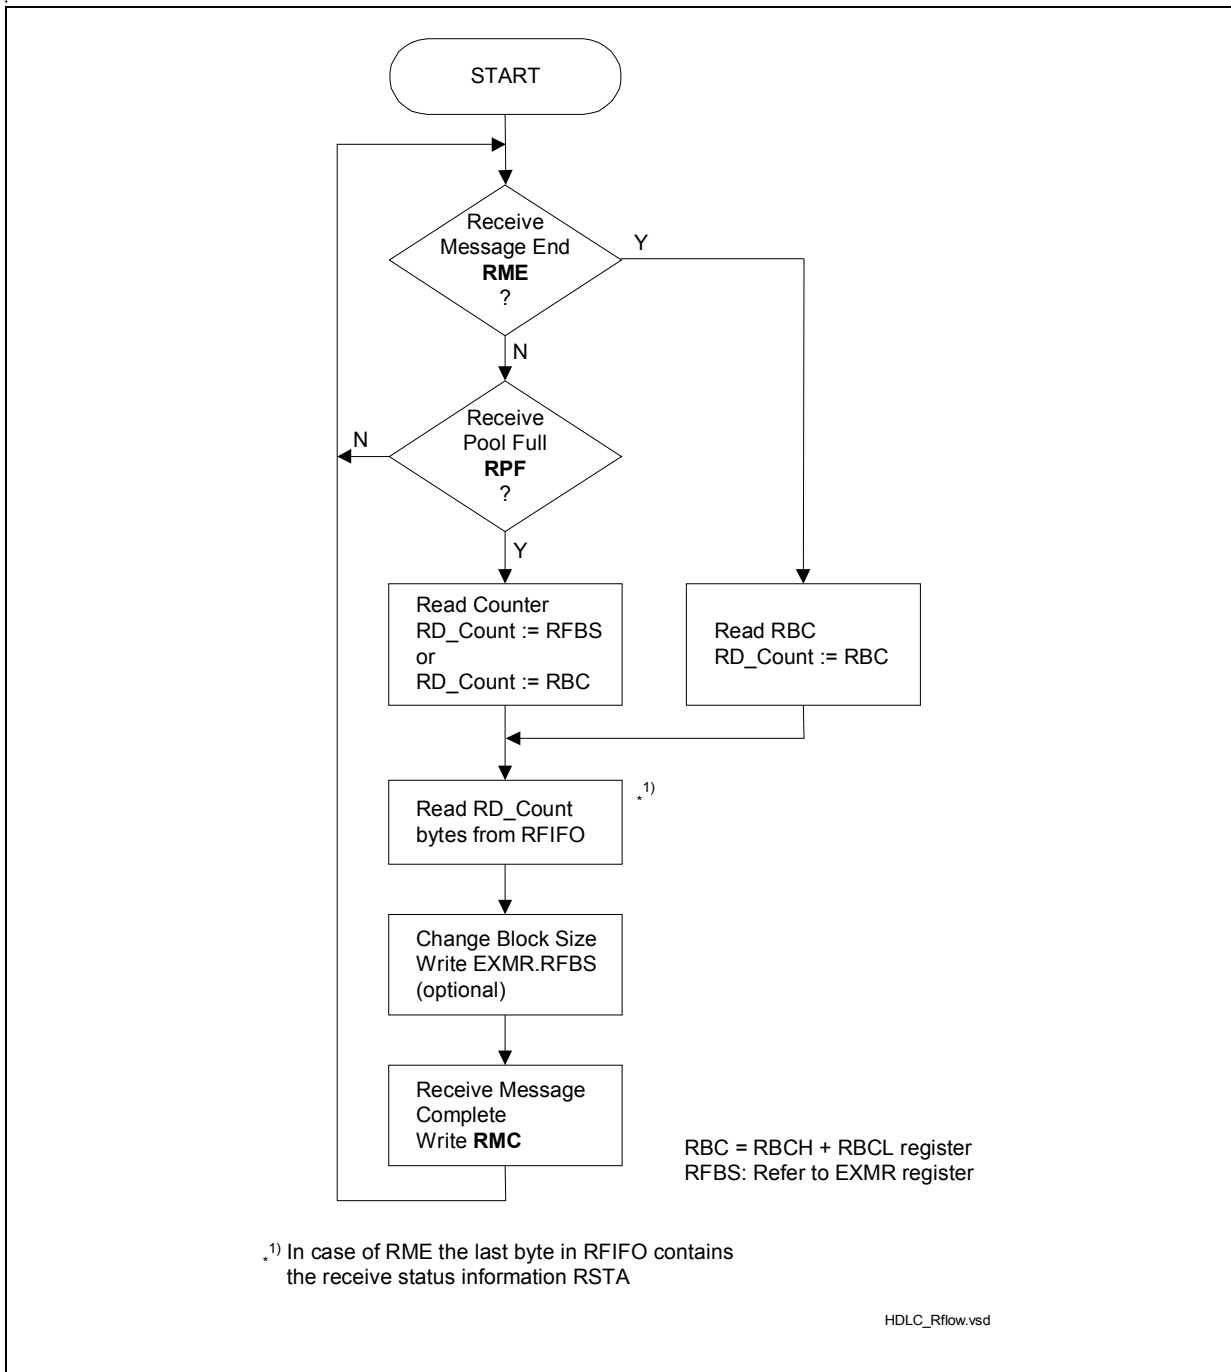 START
Receive
Message End
RME
?
Y
N
Receive
Pool Full
RPF
?
N
Y
Read Counter
RD_Count := RFBS
or
RD_Count := RBC
Read RBC
RD_Count := RBC
Read RD_Count
bytes from RFIFO
*1)
Change Block Size
Write EXMR.RFBS
(optional)
Receive Message
Complete
Write RMC
RBC = RBCH + RBCL register
RFBS: Refer to EXMR register
*1) In case of RME the last byte in RFIFO contains
the receive status information RSTA
HDLC_Rflow.vsd